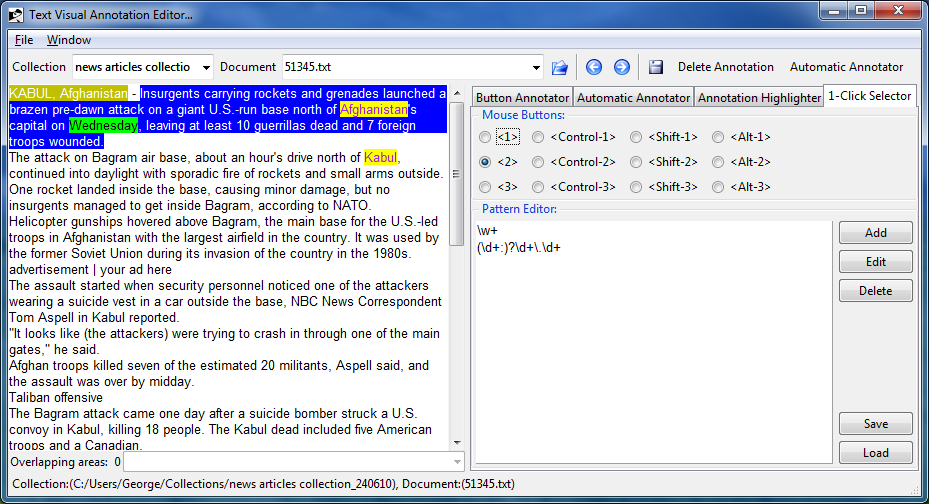 Text Visual Annotation Editor...
File Window
Collection news articles collectio Document 51345.txt Delete Annotation Automatic Annotator
KABUL, Afghanistan - Insurgents carrying rockets and grenades launched a
brazen pre-dawn attack on a giant U.S.-run base north of Afghanistan's
capital on Wednesday, leaving at least 10 guerrillas dead and 7 foreign
troops wounded.
The attack on Bagram air base, about an hour's drive north of Kabul,
continued into daylight with sporadic fire of rockets and small arms outside.
One rocket landed inside the base, causing minor damage, but no
insurgents managed to get inside Bagram, according to NATO.
Helicopter gunships hovered above Bagram, the main base for the U.S.-led
troops in Afghanistan with the largest airfield in the country. It was used by
the former Soviet Union during its invasion of the country in the 1980s.
advertisement | your ad here
The assault started when security personnel noticed one of the attackers
wearing a suicide vest in a car outside the base, NBC News Correspondent
Tom Aspell in Kabul reported.
"It looks like (the attackers) were trying to crash in through one of the main
gates," he said.
Afghan troops killed seven of the estimated 20 militants, Aspell said, and
the assault was over by midday.
Taliban offensive
The Bagram attack came one day after a suicide bomber struck a U.S.
convoy in Kabul, killing 18 people. The Kabul dead included five American
troops and a Canadian.
Overlapping areas: 0
Button Annotator Automatic Annotator Annotation Highlighter 1-Click Selector
Mouse Buttons:
<1> <Control-1> <Shift-1> <Alt-1>
<2> <Control-2> <Shift-2> <Alt-2>
<3> <Control-3> <Shift-3> <Alt-3>
Pattern Editor:
\w+
(\d+:)?\d+\.\d+
Add
Edit
Delete
Save
Load
Collection:(C:/Users/George/Collections/news articles collection_240610), Document:(51345.txt)